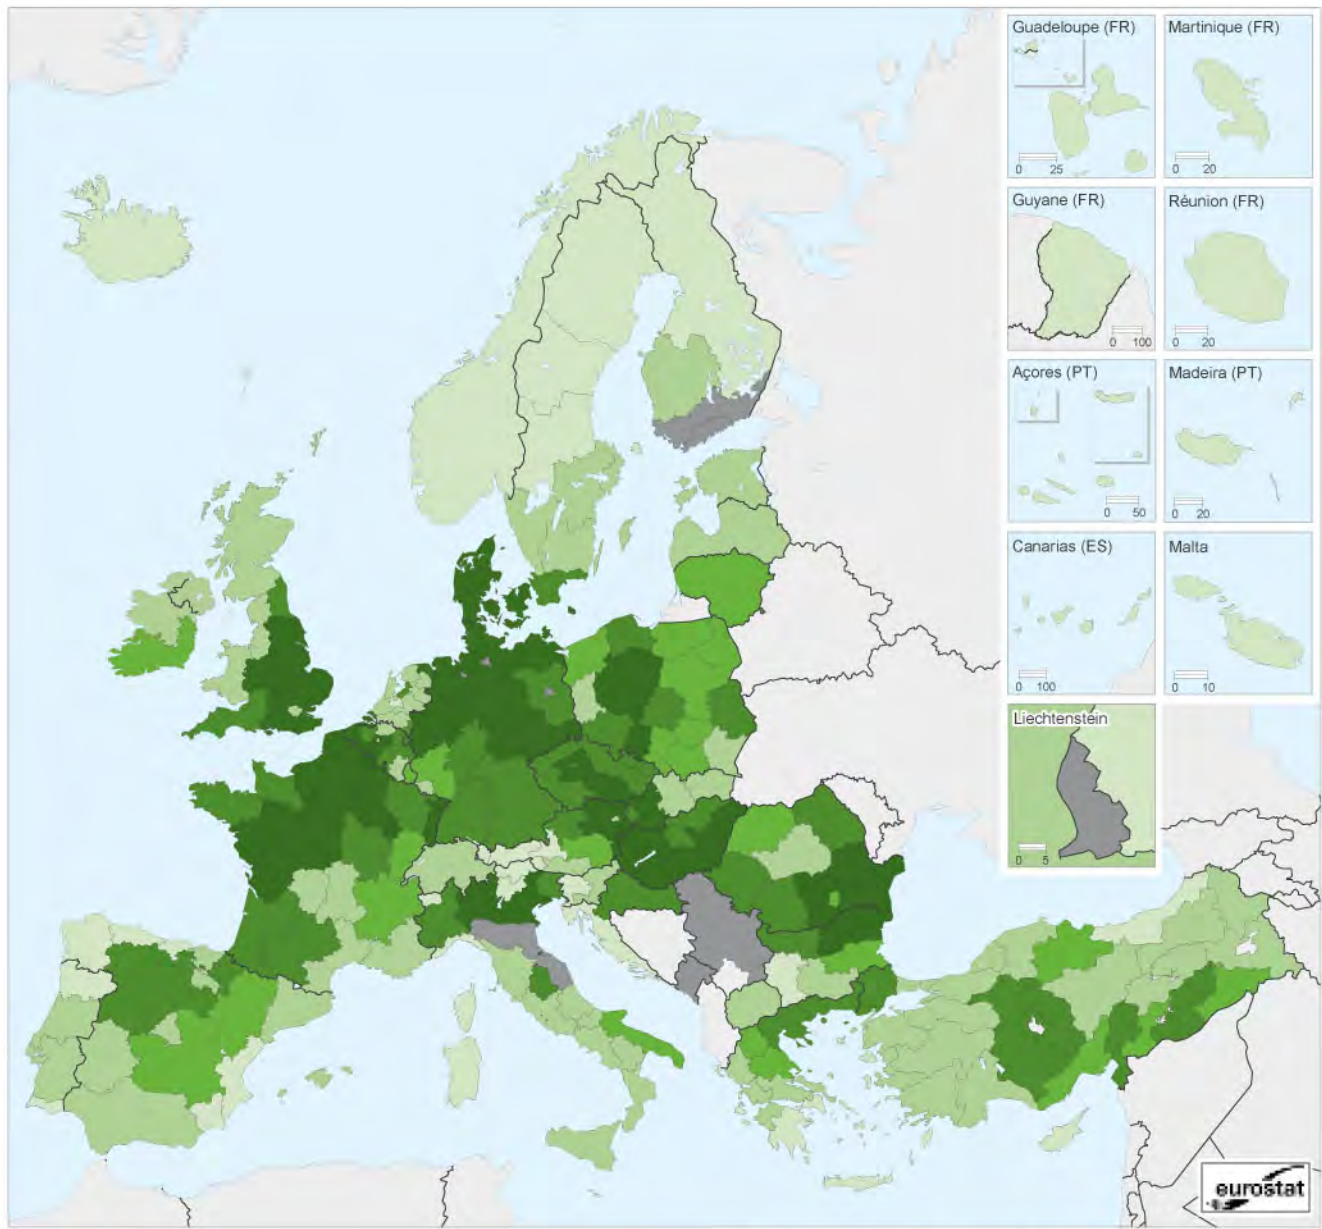 Guadeloupe (FR)
0 25
Martinique (FR)
0 20
Guyane (FR)
0 100
Réunion (FR)
0 20
Açores (PT)
0 50
Madeira (PT)
0 20
Canarias (ES)
0 100
Malta
0 10
Liechtenstein
0 5
eurostat